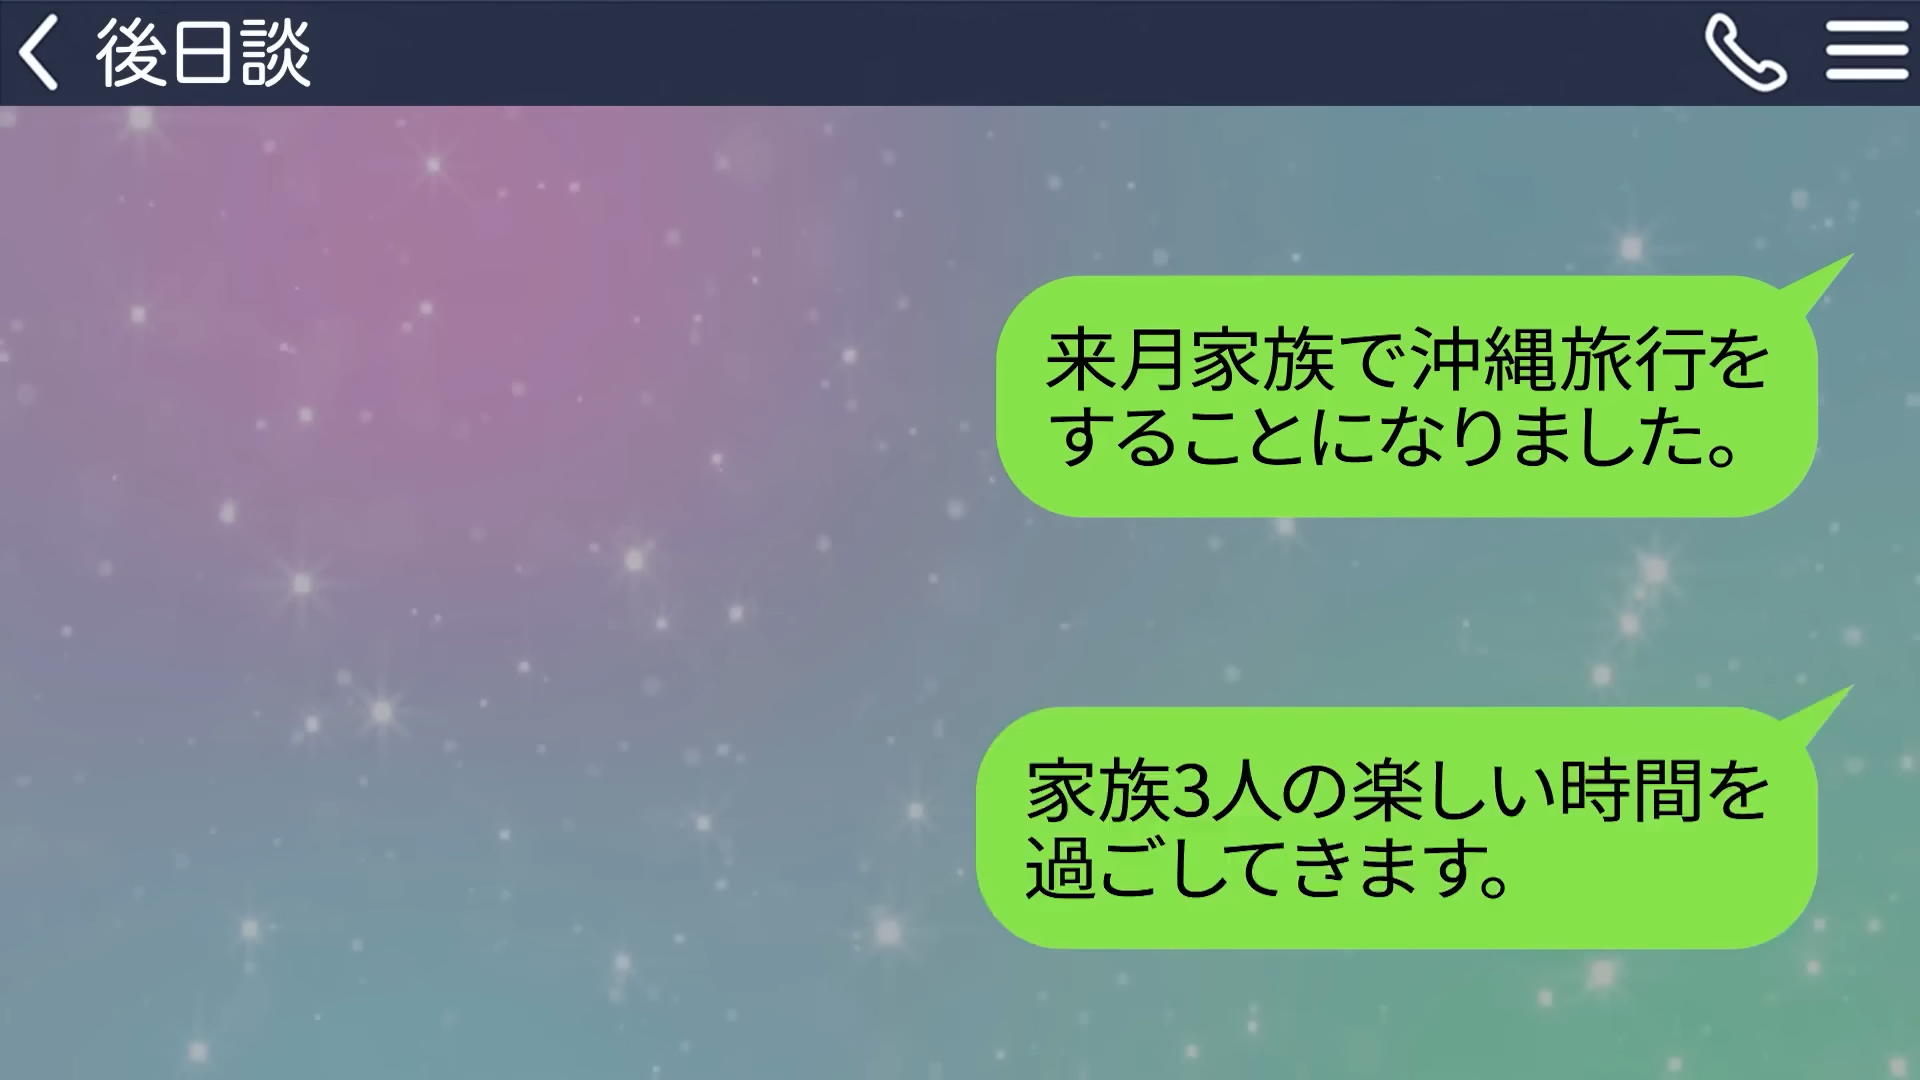 後日談
来月家族で沖縄旅行を
することになりました。
家族3人の楽しい時間を
過ごしてきます。